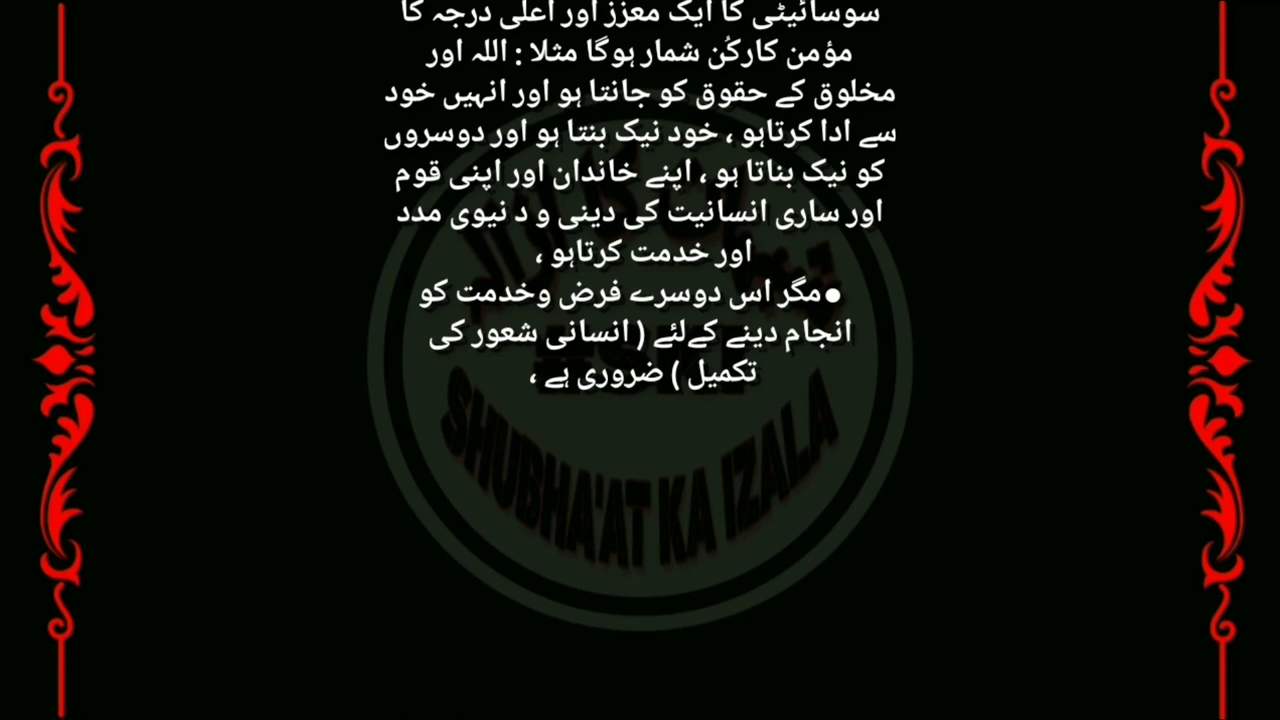 سوسائیٹی کا ایک معزز اور اعلی درجہ کا
مؤمن کارکُن شمار ہوگا مثلا : اللہ اور
مخلوق کے حقوق کو جانتا ہو اور انہیں خود
سے ادا کرتاہو ، خود نیک بنتا ہو اور دوسروں
کو نیک بناتا ہو ، اپنے خاندان اور اپنی قوم
اور ساری انسانیت کی دینی و د نیوی مدد
اور خدمت کرتاہو ،
●مگر اس دوسرے فرض وخدمت کو
انجام دینے کےلئے ( انسانی شعور کی
تکمیل ) ضروری ہے ،
SHUBHA'AT KA IZALA